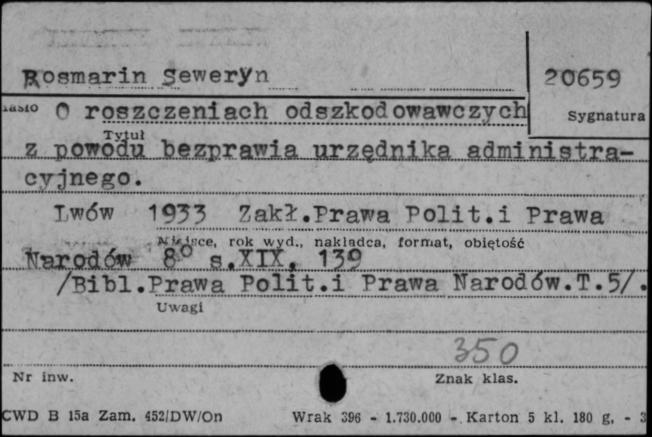 Rosmarin Seweryn
20659
Sygnatura
O roszczeniach odszkodowawczych
Tytuł
z powodu bezprawia urzędnika administra-
cyjnego.
Lwów 1933 Zakł.Prawa Polit.i Prawa
Miejsce, rok wyd., nakładca, format, objętość
Narodów 8° s.XIX, 139
/Bibl.Prawa Polit.i Prawa Narodów.T.5/.
Uwagi
350
Nr inw.
Znak klas.
CWD B 15a Zam. 452/DW/On Wrak 396 - 1.730.000 - Karton 5 kl. 180 g. - 3